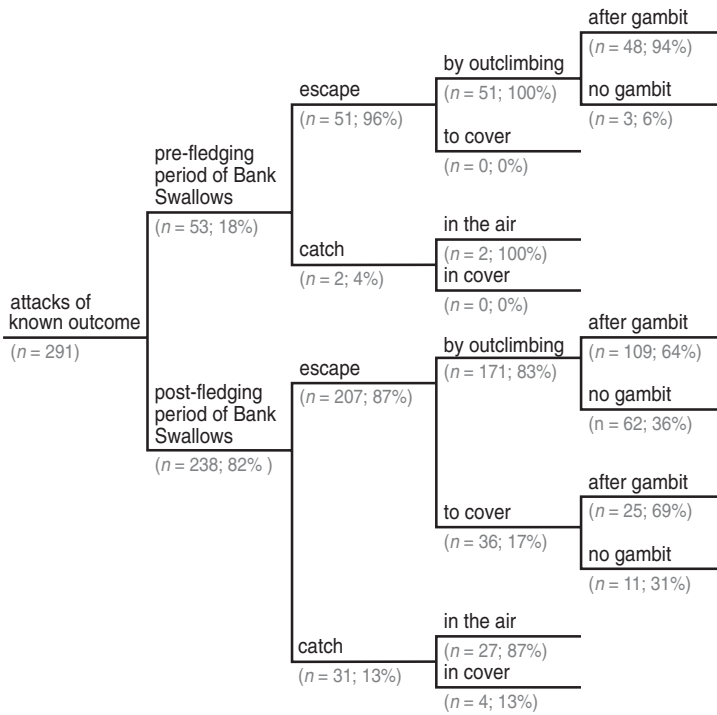 attacks of
known outcome
(n = 291)
pre-fledging
period of Bank
Swallows
(n = 53; 18%)
escape
(n = 51; 96%)
by outclimbing
(n = 51; 100%)
after gambit
(n = 48; 94%)
no gambit
(n = 3; 6%)
to cover
(n = 0; 0%)
catch
(n = 2; 4%)
in the air
(n = 2; 100%)
in cover
(n = 0; 0%)
post-fledging
period of Bank
Swallows
(n = 238; 82% )
escape
(n = 207; 87%)
by outclimbing
(n = 171; 83%)
after gambit
(n = 109; 64%)
no gambit
(n = 62; 36%)
to cover
(n = 36; 17%)
after gambit
(n = 25; 69%)
no gambit
(n = 11; 31%)
catch
(n = 31; 13%)
in the air
(n = 27; 87%)
in cover
(n = 4; 13%)